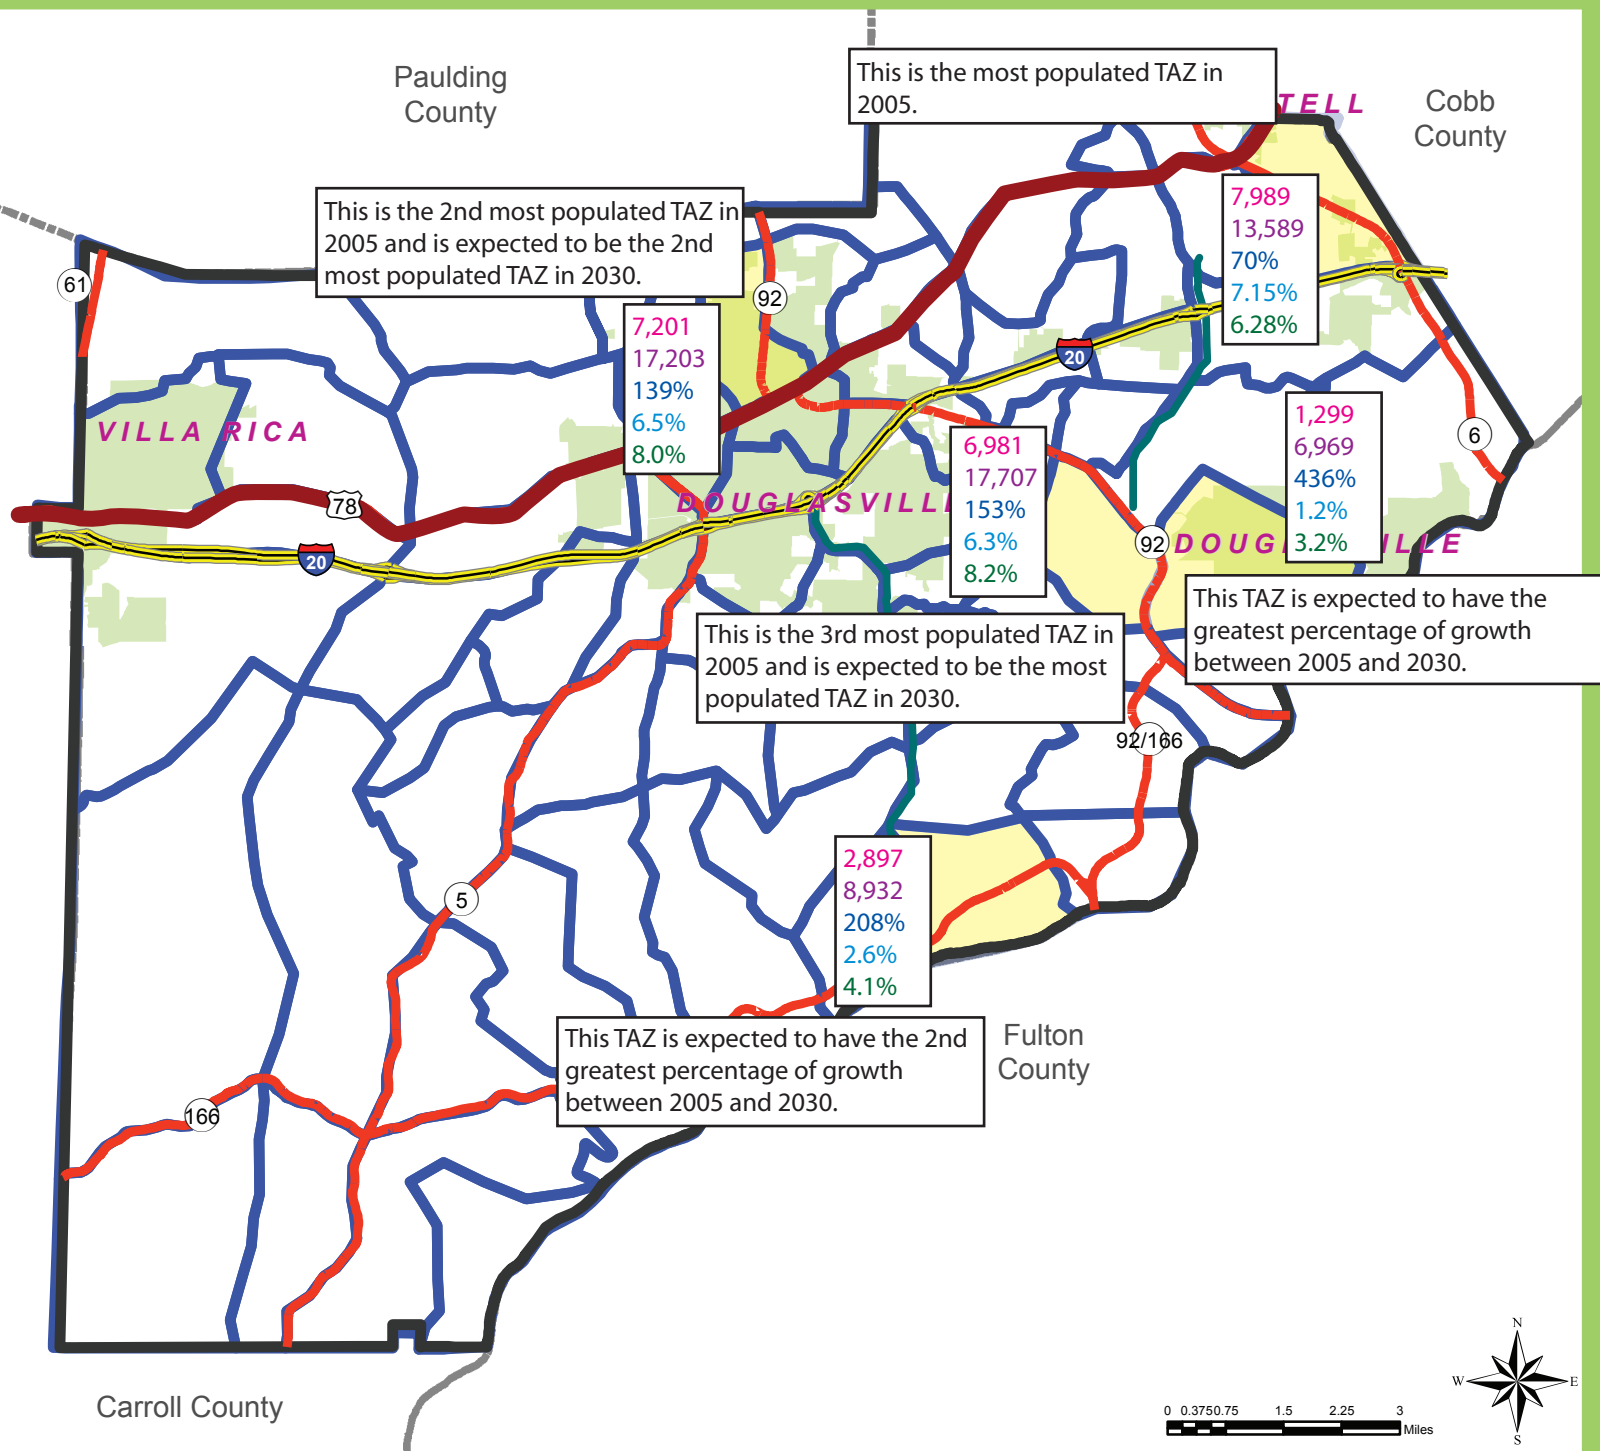 Paulding
County
This is the most populated TAZ in
2005.
TELL
Cobb
County
This is the 2nd most populated TAZ in
2005 and is expected to be the 2nd
most populated TAZ in 2030.
7,989
13,589
70%
7.15%
6.28%
61
92
7,201
17,203
139%
6.5%
8.0%
20
VILLA RICA
1,299
6,969
436%
1.2%
3.2%
6
6,981
17,707
153%
6.3%
8.2%
78
DOUGLASVILLE
20
92
DOUG
ILLE
This TAZ is expected to have the
greatest percentage of growth
between 2005 and 2030.
This is the 3rd most populated TAZ in
2005 and is expected to be the most
populated TAZ in 2030.
92/166
2,897
8,932
208%
2.6%
4.1%
5
This TAZ is expected to have the 2nd
greatest percentage of growth
between 2005 and 2030.
Fulton
County
166
Carroll County
N
W
E
S
0 0.375 0.75 1.5 2.25 3
Miles